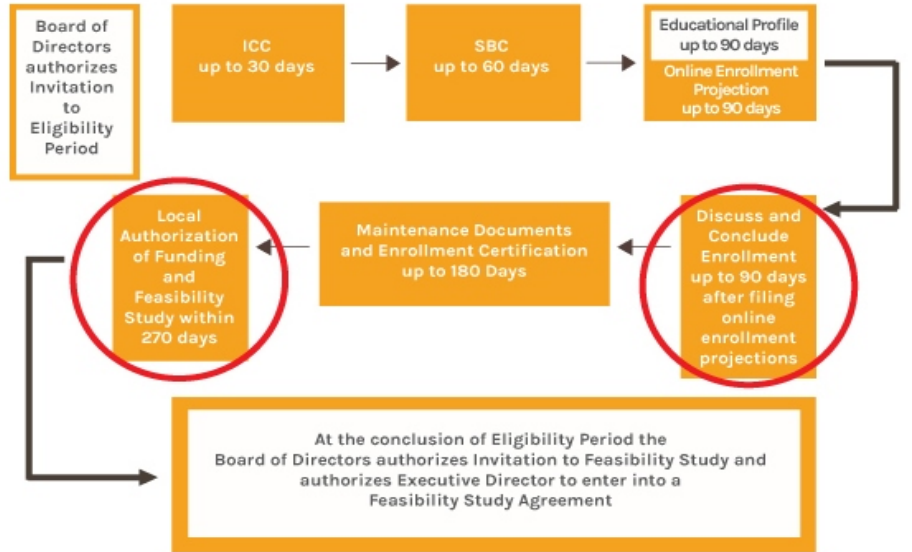 Board of
Directors
authorizes
Invitation
to
Eligibility
Period
ICC
up to 30 days
SBC
up to 60 days
Educational Profile
up to 90 days
Online Enrollment
Projection
up to 90 days
Discuss and
Conclude
Enrollment
up to 90 days
after filing
online
enrollment
projections
Maintenance Documents
and Enrollment Certification
up to 180 Days
Local
Authorization
of Funding
and
Feasibility
Study within
270 days
At the conclusion of Eligibility Period the
Board of Directors authorizes Invitation to Feasibility Study and
authorizes Executive Director to enter into a
Feasibility Study Agreement